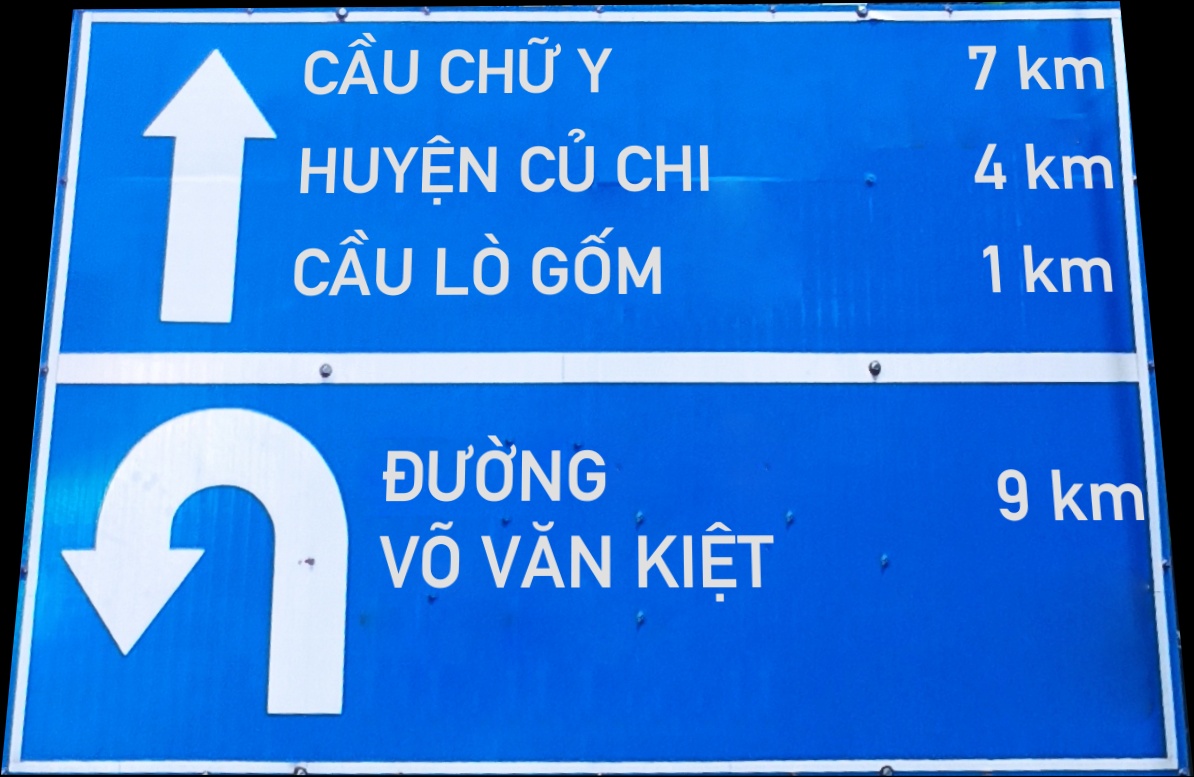 CẦU CHỮ Y 7 km
HUYỆN CỦ CHI 4 km
CẦU LÒ GỐM 1 km
ĐƯỜNG 9 km
VÕ VĂN KIỆT